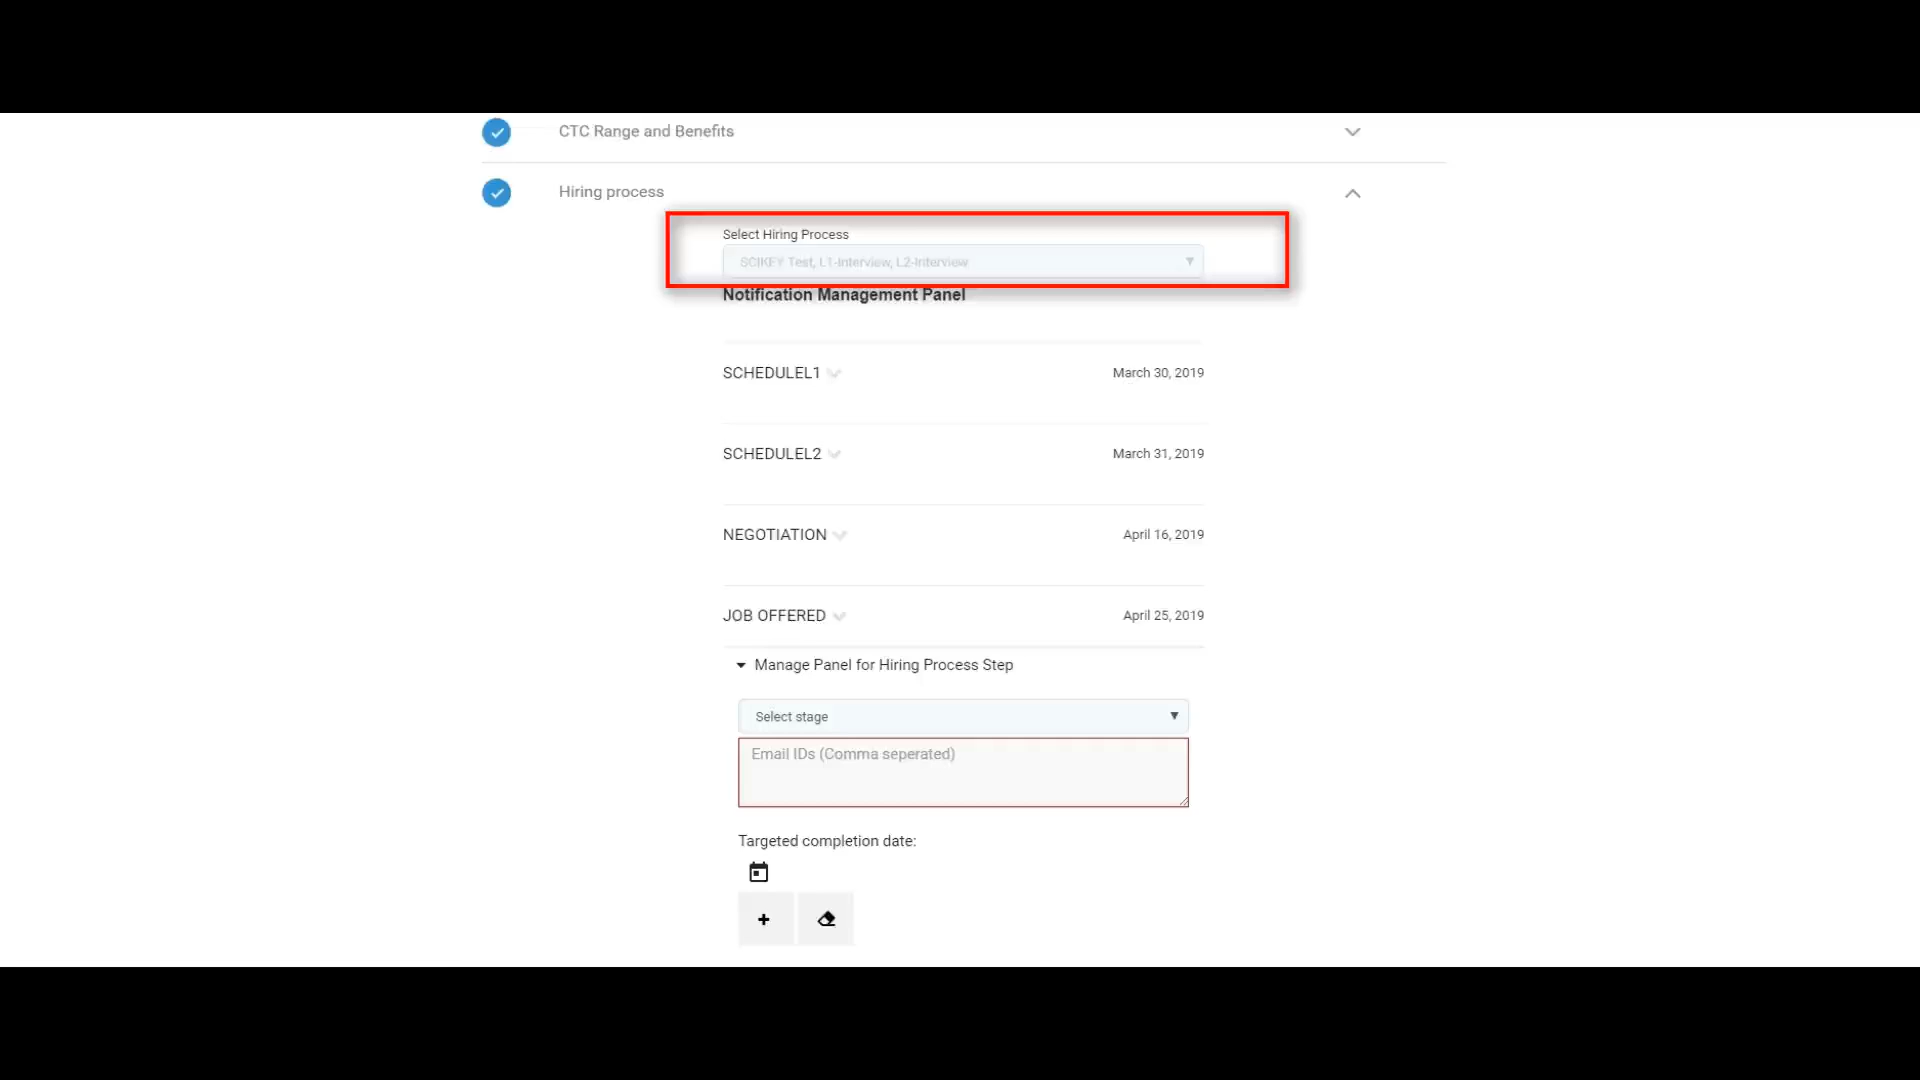 CTC Range and Benefits
Hiring process
Select Hiring Process
SCIKEY Test, L1-Interview, L2-Interview
Notification Management Panel
SCHEDULEL1
March 30, 2019
SCHEDULEL2
March 31, 2019
NEGOTIATION
April 16, 2019
JOB OFFERED
April 25, 2019
Manage Panel for Hiring Process Step
Select stage
Email IDs (Comma seperated)
Targeted completion date: